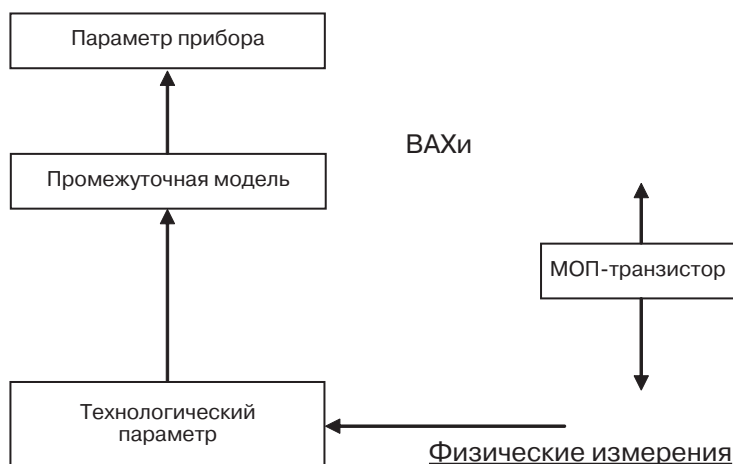 Параметр прибора
ВАХи
Промежуточная модель
МОП-транзистор
Технологический
параметр
Физические измерения